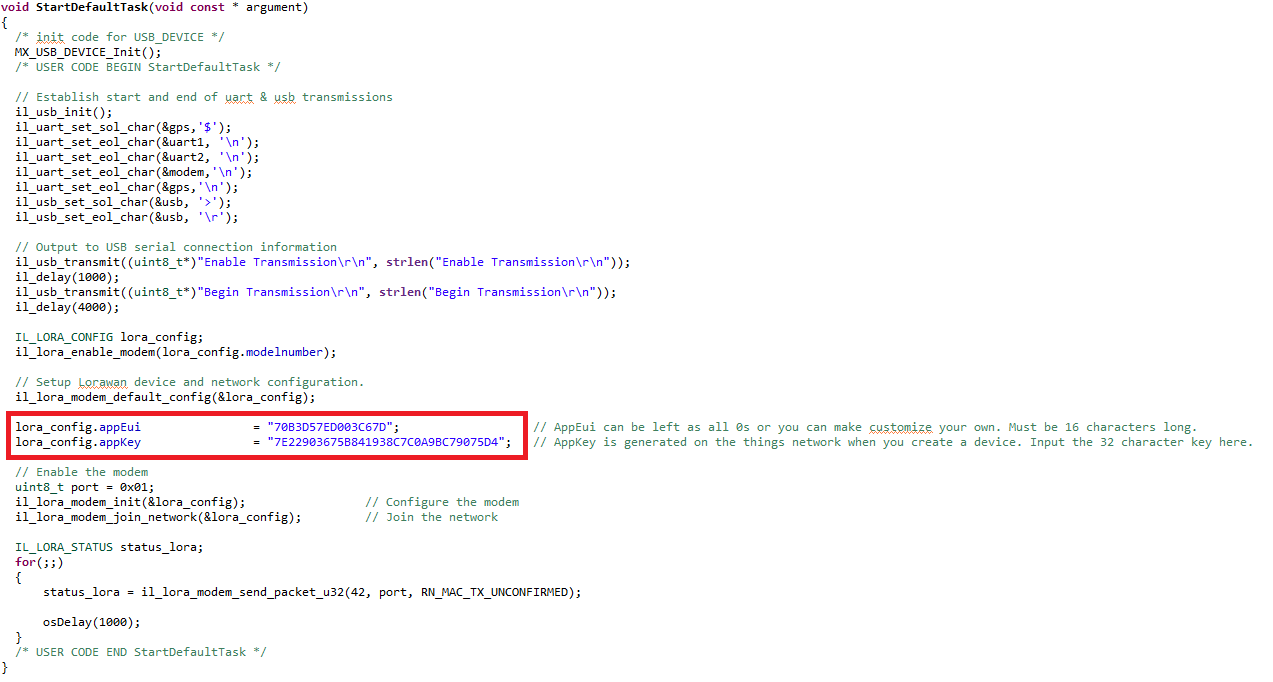 void StartDefaultTask(void const * argument)
{
/* init code for USB_DEVICE */
MX_USB_DEVICE_Init();
/* USER CODE BEGIN StartDefaultTask */
// Establish start and end of uart & usb transmissions
il_usb_init();
il_uart_set_sol_char(&gps,'$');
il_uart_set_eol_char(&uart1, '\n');
il_uart_set_eol_char(&uart2, '\n');
il_uart_set_eol_char(&modem,'\n');
il_uart_set_eol_char(&gps,'\n');
il_usb_set_sol_char(&usb, '>');
il_usb_set_eol_char(&usb, '\r');
// Output to USB serial connection information
il_usb_transmit((uint8_t*)"Enable Transmission\r\n", strlen("Enable Transmission\r\n"));
il_delay(1000);
il_usb_transmit((uint8_t*)"Begin Transmission\r\n", strlen("Begin Transmission\r\n"));
il_delay(4000);
IL_LORA_CONFIG lora_config;
il_lora_enable_modem(lora_config.modelnumber);
// Setup Lorawan device and network configuration.
il_lora_modem_default_config(&lora_config);
lora_config.appEui = "70B3D57ED003C67D"; // AppEui can be left as all 0s or you can make customize your own. Must be 16 characters long.
lora_config.appKey = "7E22903675B841938C7C0A9BC79075D4"; // AppKey is generated on the things network when you create a device. Input the 32 character key here.
// Enable the modem
uint8_t port = 0x01;
il_lora_modem_init(&lora_config); // Configure the modem
il_lora_modem_join_network(&lora_config); // Join the network
IL_LORA_STATUS status_lora;
for(;;)
{
status_lora = il_lora_modem_send_packet_u32(42, port, RN_MAC_TX_UNCONFIRMED);
osDelay(1000);
}
/* USER CODE END StartDefaultTask */
}